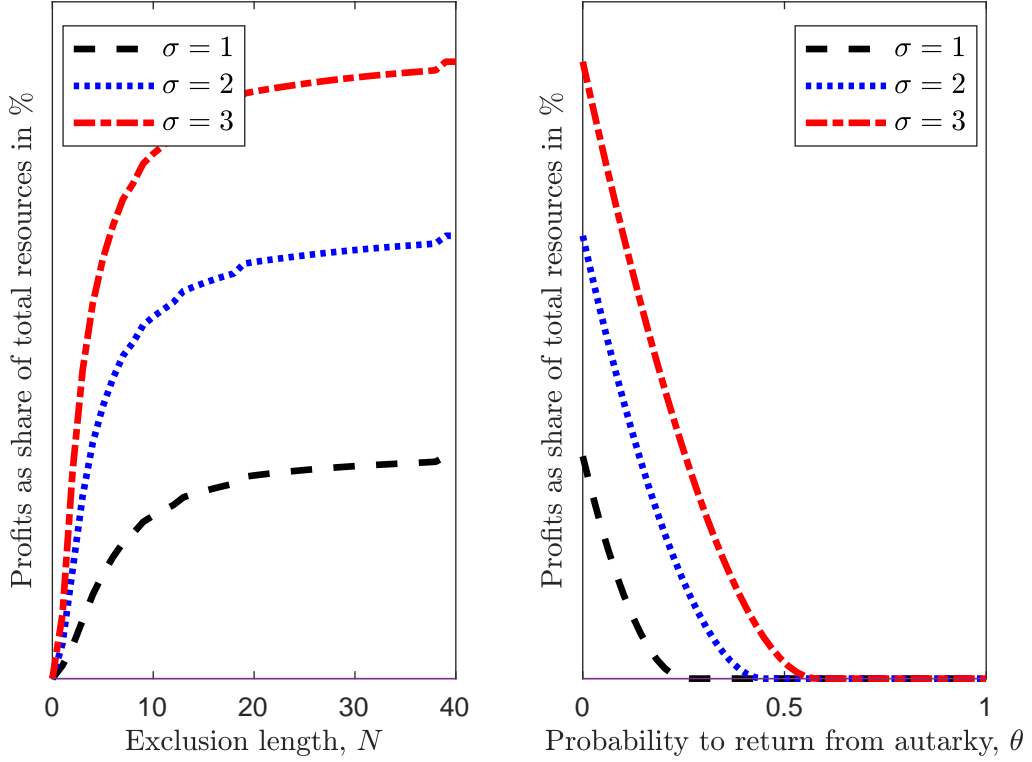 σ = 1
σ = 2
σ = 3
Profits as share of total resources in %
0 10 20 30 40
Exclusion length, N
σ = 1
σ = 2
σ = 3
Profits as share of total resources in %
0 0.5 1
Probability to return from autarky, θ